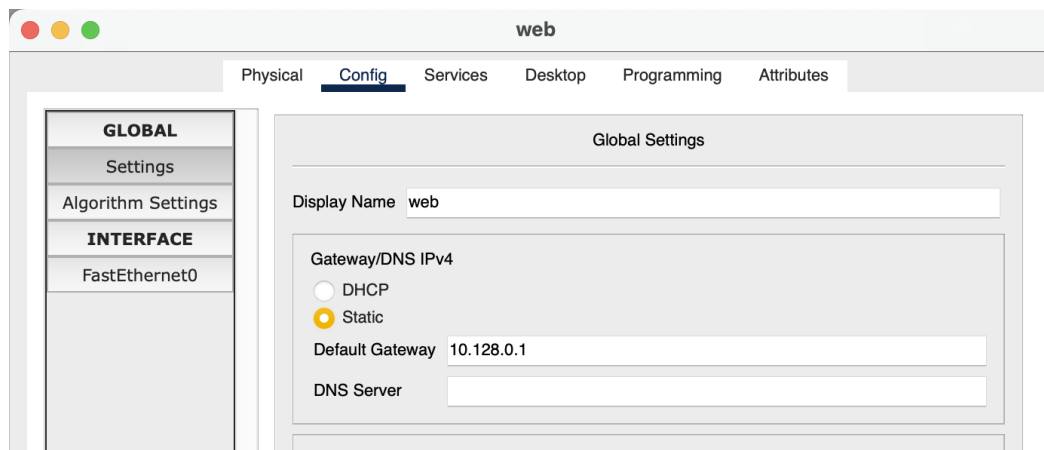 web
Physical Config Services Desktop Programming Attributes
GLOBAL
Settings
Algorithm Settings
INTERFACE
FastEthernet0
Global Settings
Display Name web
Gateway/DNS IPv4
DHCP
Static
Default Gateway 10.128.0.1
DNS Server